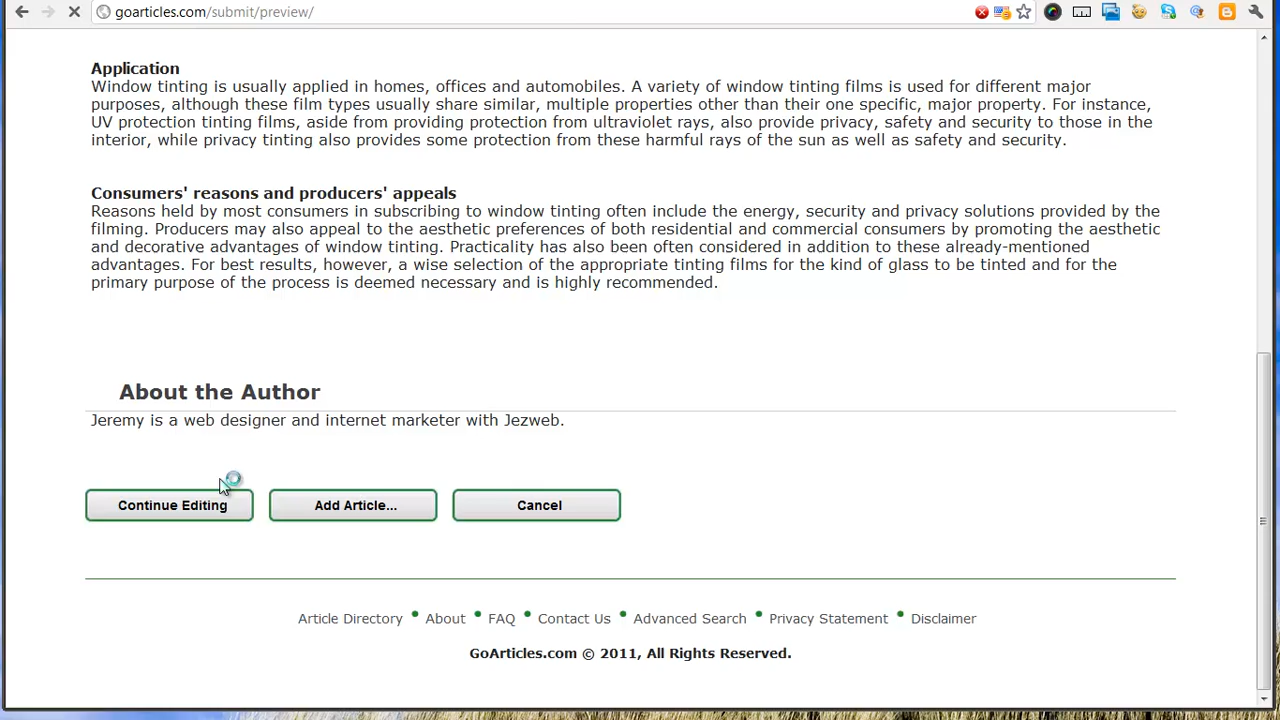 goarticles.com/submit/preview/
Application
Window tinting is usually applied in homes, offices and automobiles. A variety of window tinting films is used for different major
purposes, although these film types usually share similar, multiple properties other than their one specific, major property. For instance,
UV protection tinting films, aside from providing protection from ultraviolet rays, also provide privacy, safety and security to those in the
interior, while privacy tinting also provides some protection from these harmful rays of the sun as well as safety and security.
Consumers' reasons and producers' appeals
Reasons held by most consumers in subscribing to window tinting often include the energy, security and privacy solutions provided by the
filming. Producers may also appeal to the aesthetic preferences of both residential and commercial consumers by promoting the aesthetic
and decorative advantages of window tinting. Practicality has also been often considered in addition to these already-mentioned
advantages. For best results, however, a wise selection of the appropriate tinting films for the kind of glass to be tinted and for the
primary purpose of the process is deemed necessary and is highly recommended.
About the Author
Jeremy is a web designer and internet marketer with Jezweb.
Continue Editing Add Article... Cancel
Article Directory • About • FAQ • Contact Us • Advanced Search • Privacy Statement • Disclaimer
GoArticles.com © 2011, All Rights Reserved.